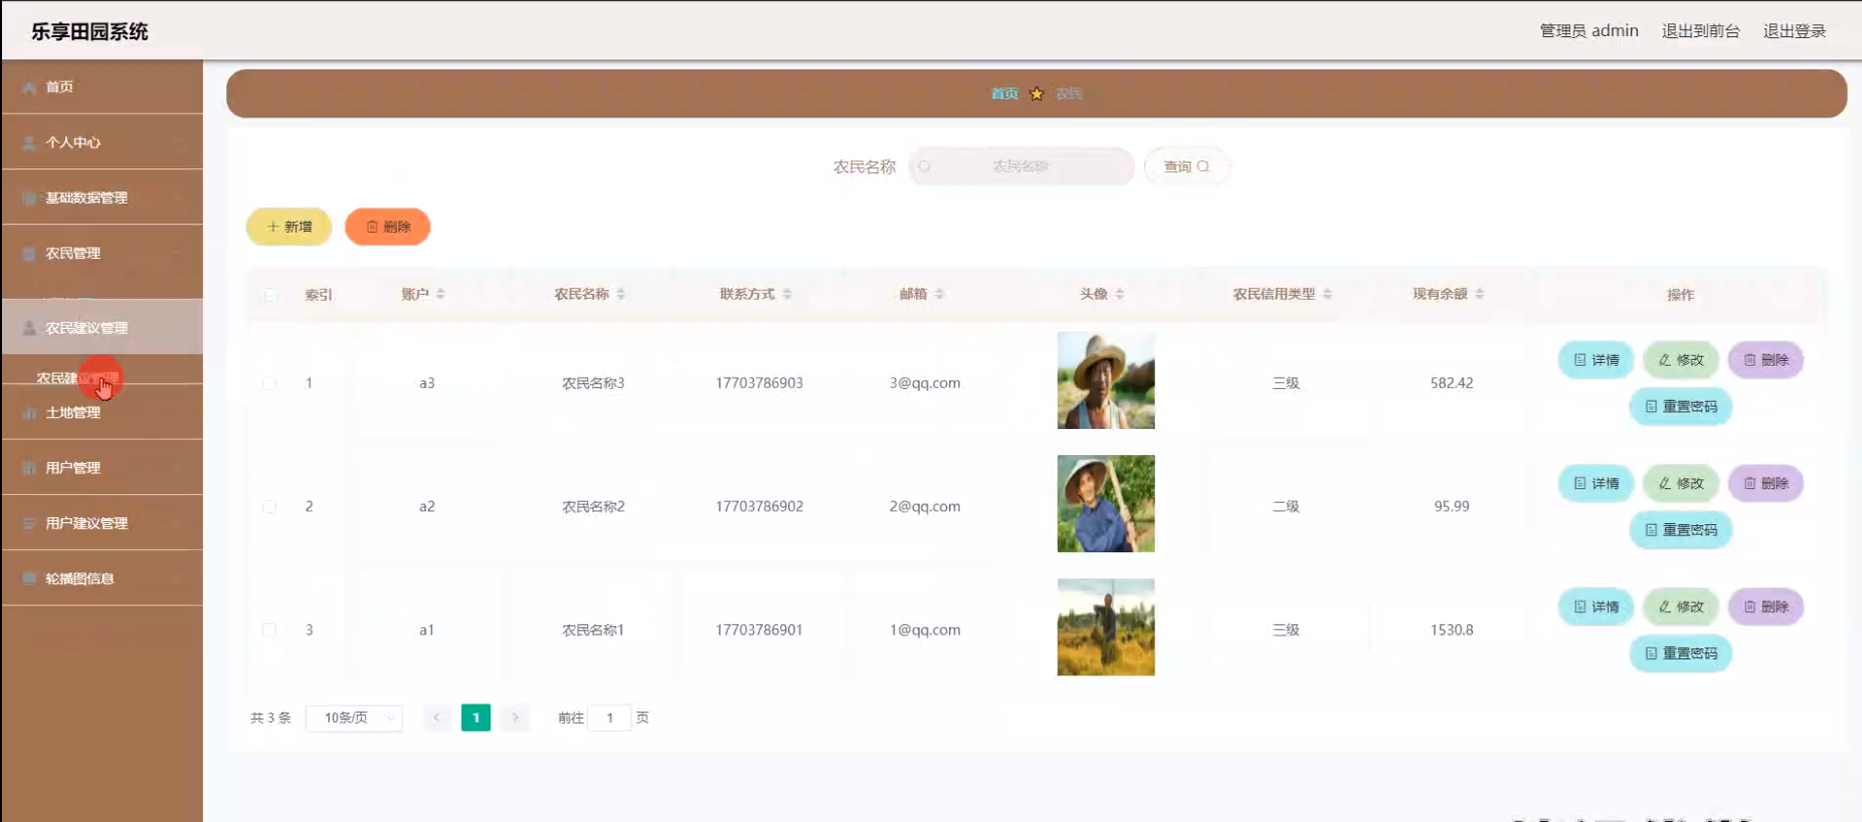 乐享田园系统
管理员 admin 退出到前台 退出登录
首页
个人中心
基础数据管理
农民管理
农民建议管理
农民建议管理
土地管理
用户管理
用户建议管理
轮播图信息
首页 农民
农民名称 农民名称 查询
新增 删除
索引 账户 农民名称 联系方式 邮箱 头像 农民信用类型 现有余额 操作
1 a3 农民名称3 17703786903 3@qq.com 三级 582.42 详情 修改 删除
重置密码
2 a2 农民名称2 17703786902 2@qq.com 二级 95.99 详情 修改 删除
重置密码
3 a1 农民名称1 17703786901 1@qq.com 三级 1530.8 详情 修改 删除
重置密码
共 3 条 10条/页 1 前往 1 页